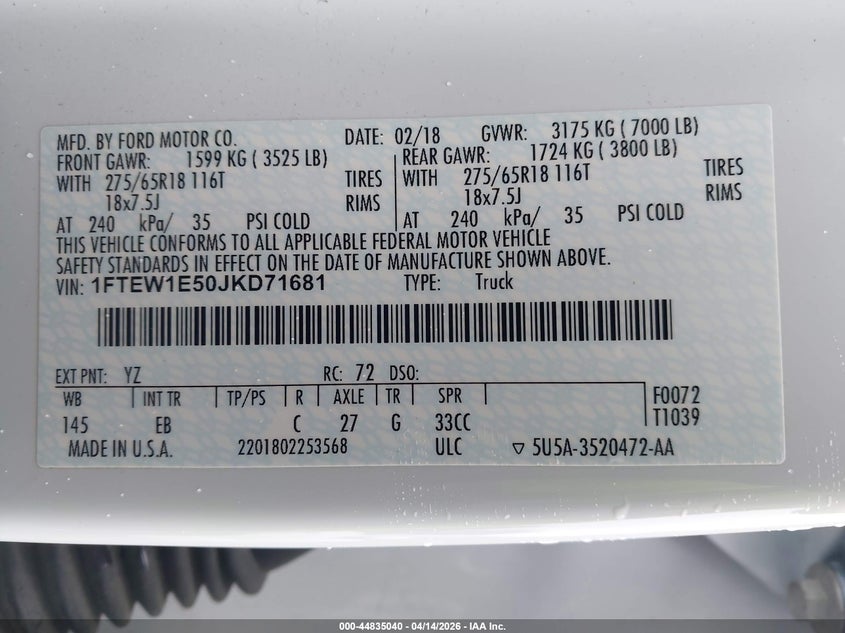 MFD. BY FORD MOTOR CO. DATE: 02/18 GVWR: 3175 KG ( 7000 LB)
FRONT GAWR: 1599 KG ( 3525 LB) REAR GAWR: 1724 KG ( 3800 LB)
WITH 275/65R18 116T TIRES WITH 275/65R18 116T TIRES
18x7.5J RIMS 18x7.5J RIMS
AT 240 kPa/ 35 PSI COLD AT 240 kPa/ 35 PSI COLD
THIS VEHICLE CONFORMS TO ALL APPLICABLE FEDERAL MOTOR VEHICLE
SAFETY STANDARDS IN EFFECT ON THE DATE OF MANUFACTURE SHOWN ABOVE.
VIN: 1FTEW1E50JKD71681 TYPE: Truck
EXT PNT: YZ RC: 72 DSO:
WB INT TR TP/PS R AXLE TR SPR F0072
145 EB C 27 G 33CC T1039
MADE IN U.S.A. 2201802253568 ULC ▽ 5U5A-3520472-AA
000-44835040 - 04/14/2026 - IAA Inc.